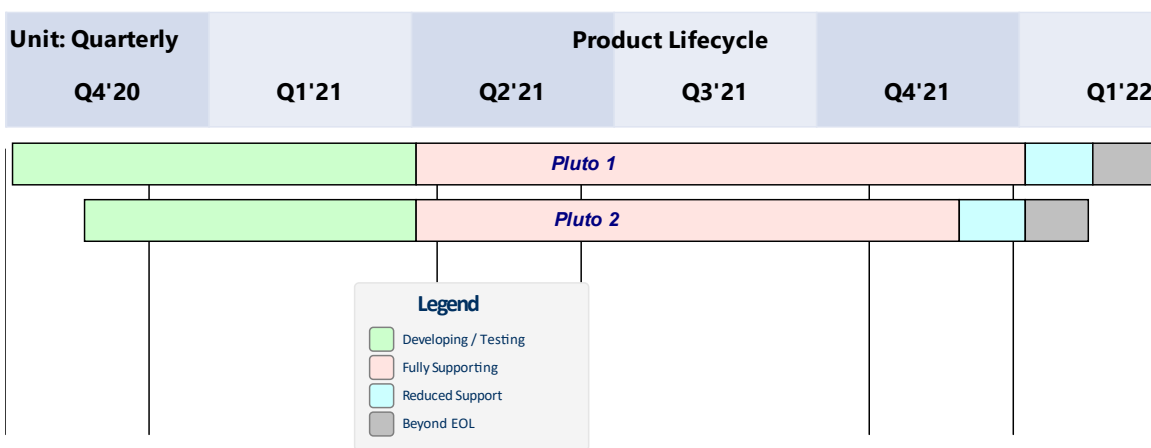 Unit: Quarterly
Product Lifecycle
Q4'20 Q1'21 Q2'21 Q3'21 Q4'21 Q1'22
Pluto 1
Pluto 2
Legend
Developing / Testing
Fully Supporting
Reduced Support
Beyond EOL